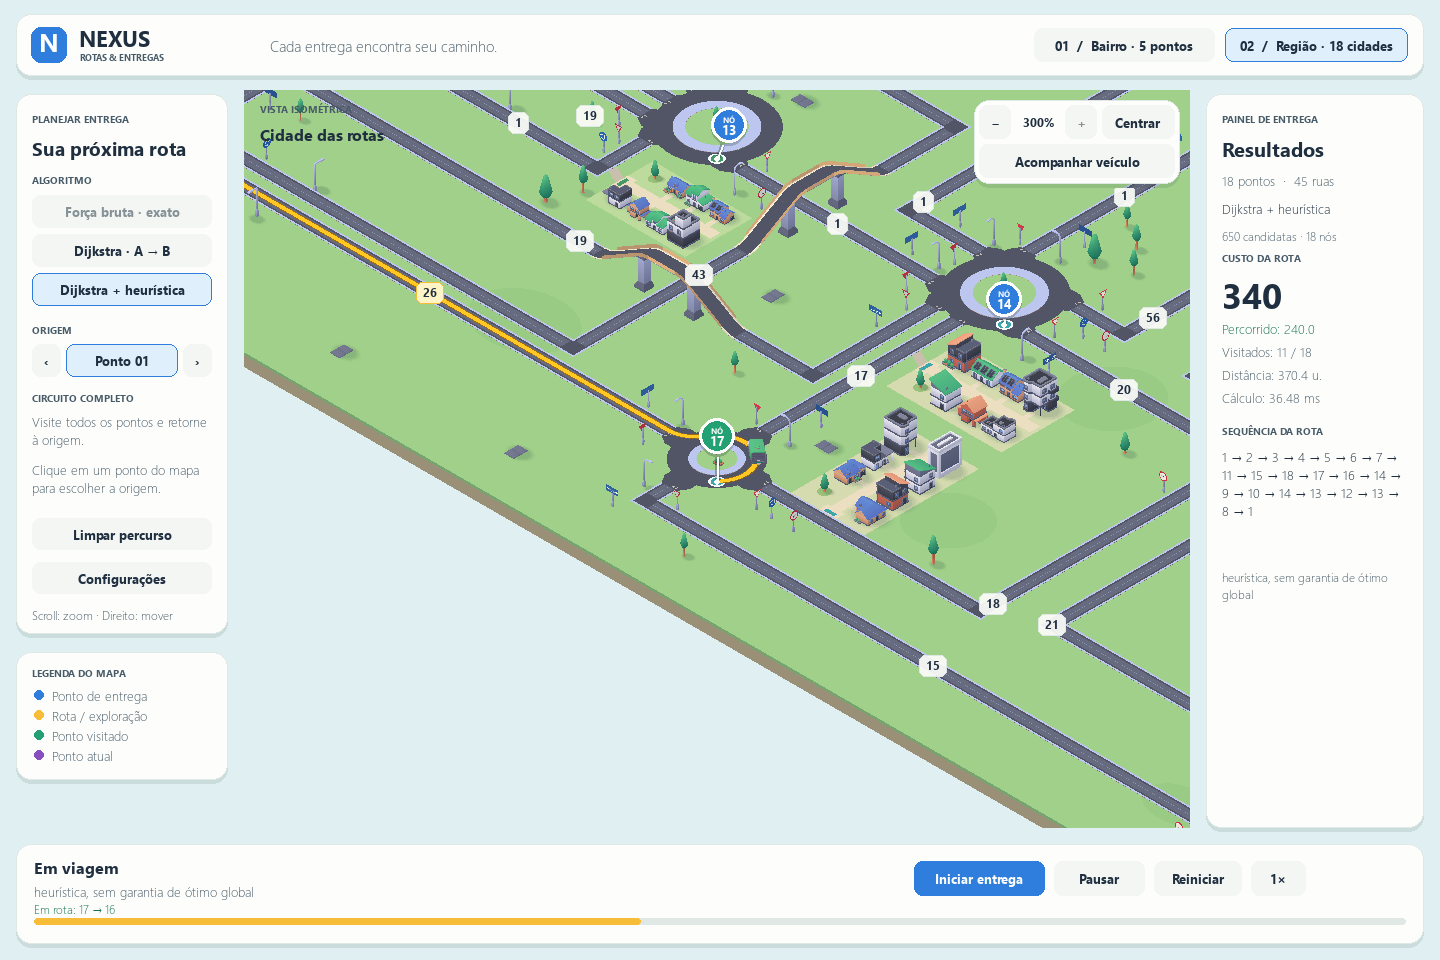 N
NEXUS
ROTAS & ENTREGAS
Cada entrega encontra seu caminho.
01 / Bairro · 5 pontos
02 / Região · 18 cidades
PLANEJAR ENTREGA
Sua próxima rota
ALGORITMO
Força bruta · exato
Dijkstra · A → B
Dijkstra + heurística
ORIGEM
‹ Ponto 01 ›
CIRCUITO COMPLETO
Visite todos os pontos e retorne
à origem.
Clique em um ponto do mapa
para escolher a origem.
Limpar percurso
Configurações
Scroll: zoom · Direito: mover
LEGENDA DO MAPA
Ponto de entrega
Rota / exploração
Ponto visitado
Ponto atual
VISTA ISOMÉTRICA
Cidade das rotas
− 300% + Centrar
Acompanhar veículo
1
19
NÓ
13
1
1
1
19
43
26
NÓ
14
56
17
20
NÓ
17
18
21
15
PAINEL DE ENTREGA
Resultados
18 pontos · 45 ruas
Dijkstra + heurística
650 candidatas · 18 nós
CUSTO DA ROTA
340
Percorrido: 240.0
Visitados: 11 / 18
Distância: 370.4 u.
Cálculo: 36.48 ms
SEQUÊNCIA DA ROTA
1 → 2 → 3 → 4 → 5 → 6 → 7 →
11 → 15 → 18 → 17 → 16 → 14 →
9 → 10 → 14 → 13 → 12 → 13 →
8 → 1
heurística, sem garantia de ótimo
global
Em viagem
heurística, sem garantia de ótimo global
Em rota: 17 → 16
Iniciar entrega
Pausar
Reiniciar
1×